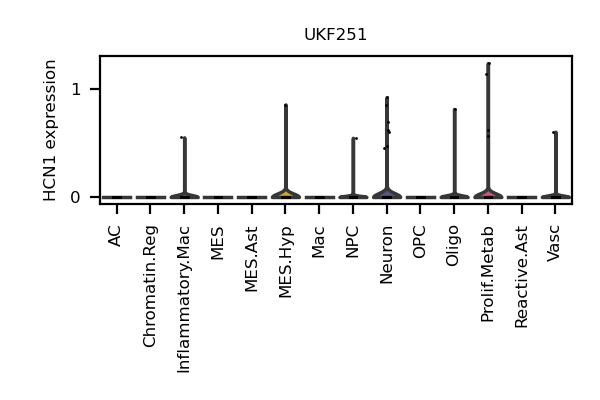 UKF251
HCN1 expression
1
0
AC
Chromatin.Reg
Inflammatory.Mac
MES
MES.Ast
MES.Hyp
Mac
NPC
Neuron
OPC
Oligo
Prolif.Metab
Reactive.Ast
Vasc